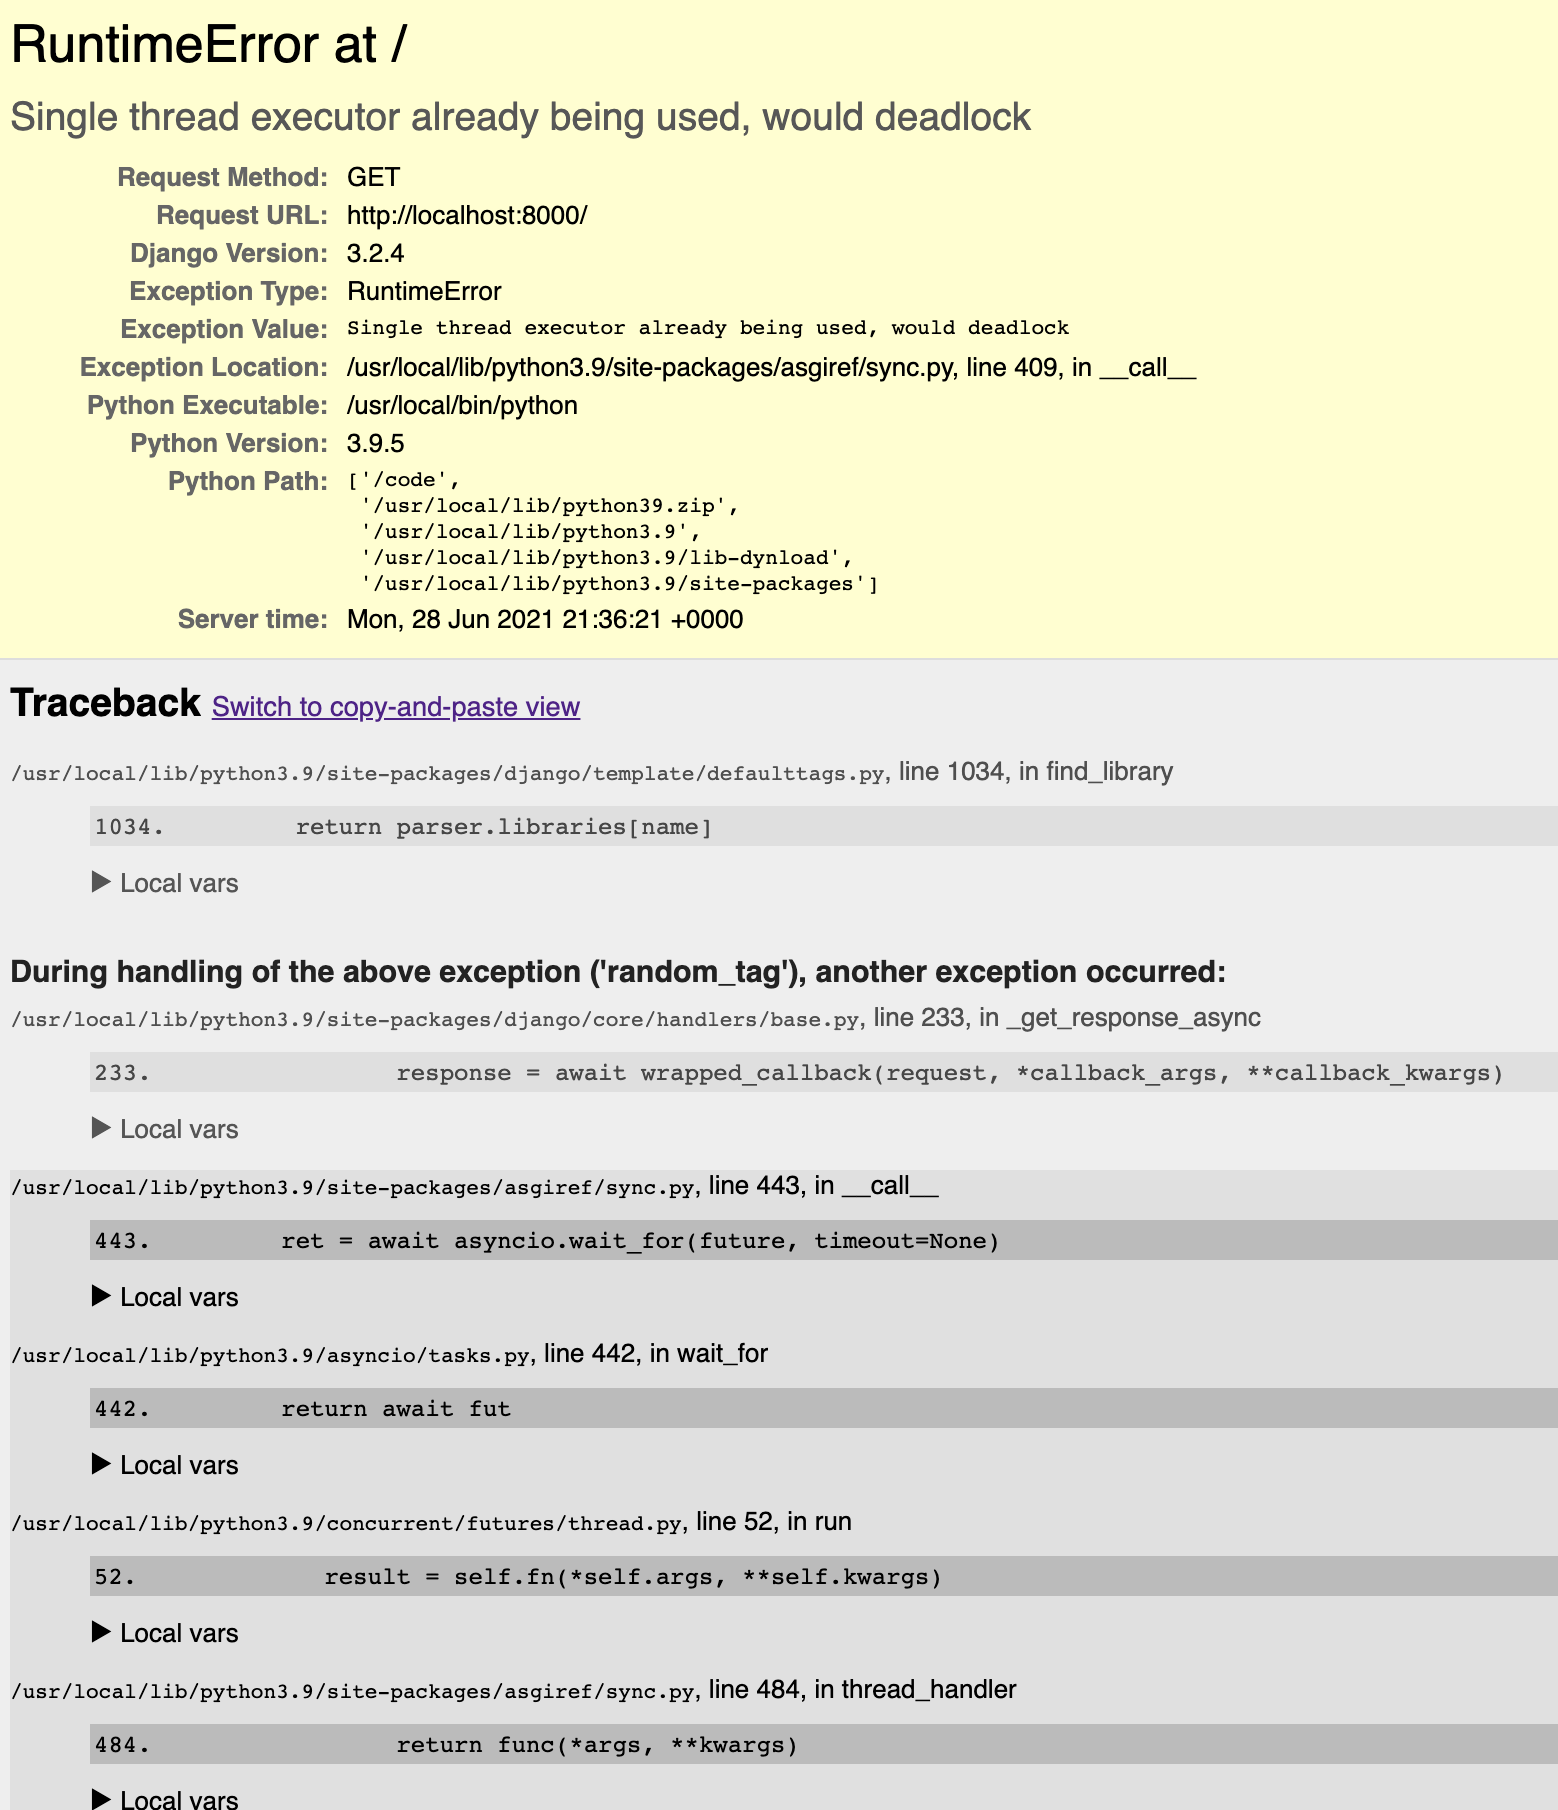 RuntimeError at /
Single thread executor already being used, would deadlock
Request Method: GET
Request URL: http://localhost:8000/
Django Version: 3.2.4
Exception Type: RuntimeError
Exception Value: Single thread executor already being used, would deadlock
Exception Location: /usr/local/lib/python3.9/site-packages/asgiref/sync.py, line 409, in __call__
Python Executable: /usr/local/bin/python
Python Version: 3.9.5
Python Path: ['/code',
'/usr/local/lib/python39.zip',
'/usr/local/lib/python3.9',
'/usr/local/lib/python3.9/lib-dynload',
'/usr/local/lib/python3.9/site-packages']
Server time: Mon, 28 Jun 2021 21:36:21 +0000
Traceback Switch to copy-and-paste view
/usr/local/lib/python3.9/site-packages/django/template/defaulttags.py, line 1034, in find_library
1034. return parser.libraries[name]
▶ Local vars
During handling of the above exception ('random_tag'), another exception occurred:
/usr/local/lib/python3.9/site-packages/django/core/handlers/base.py, line 233, in _get_response_async
233. response = await wrapped_callback(request, *callback_args, **callback_kwargs)
▶ Local vars
/usr/local/lib/python3.9/site-packages/asgiref/sync.py, line 443, in __call__
443. ret = await asyncio.wait_for(future, timeout=None)
▶ Local vars
/usr/local/lib/python3.9/asyncio/tasks.py, line 442, in wait_for
442. return await fut
▶ Local vars
/usr/local/lib/python3.9/concurrent/futures/thread.py, line 52, in run
52. result = self.fn(*self.args, **self.kwargs)
▶ Local vars
/usr/local/lib/python3.9/site-packages/asgiref/sync.py, line 484, in thread_handler
484. return func(*args, **kwargs)
▶ Local vars